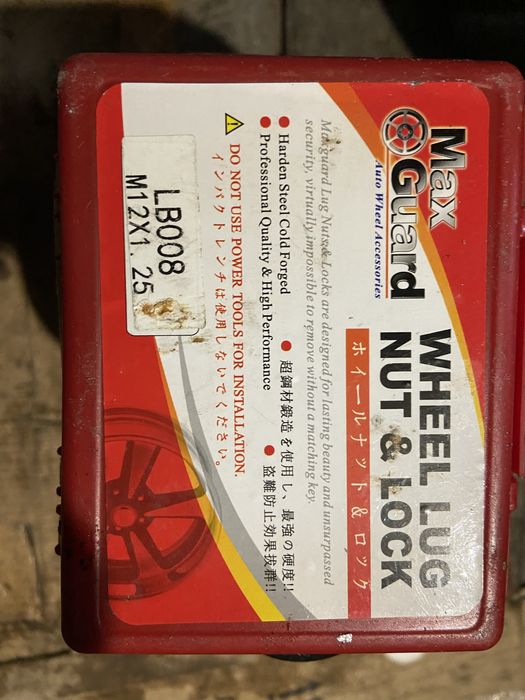 Max
Guard
Auto Wheel Accessories
WHEEL LUG
NUT & LOCK
ホイールナット&ロック
Maxguard Lug Nuts & Locks are designed for lasting beauty and unsurpassed
security, virtually impossible to remove without a matching key.
● Harden Steel Cold Forged
● 超鋼材鍛造を使用し、最強の硬度!!
● Professional Quality & High Performance
● 盗難防止効果抜群!!
DO NOT USE POWER TOOLS FOR INSTALLATION.
インパクトレンチは使用しないでください。
LB008
M12X1.25